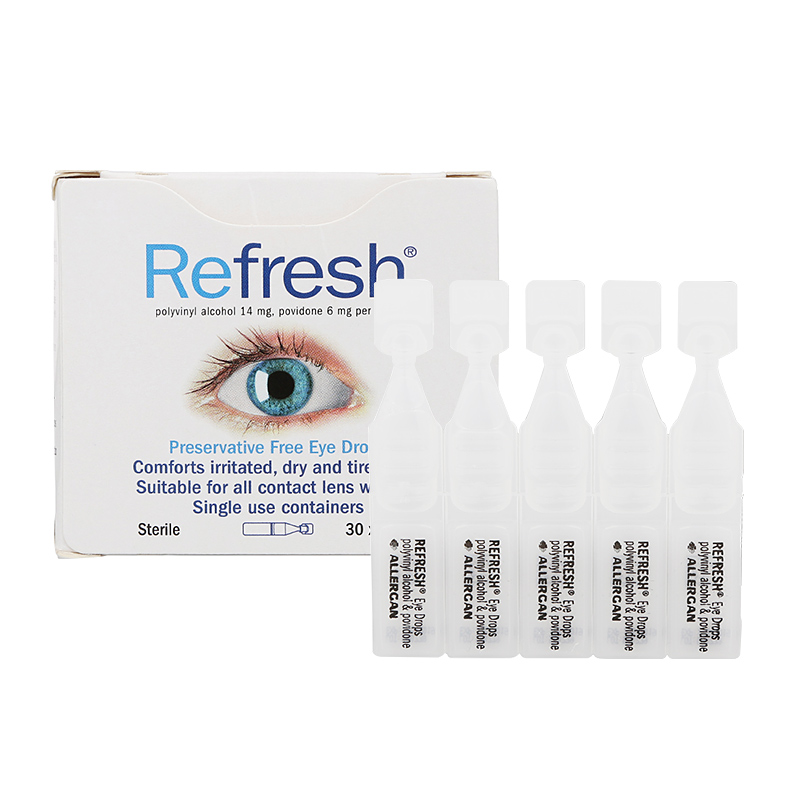 Refresh®
polyvinyl alcohol 14 mg, povidone 6 mg per
Preservative Free Eye
Comforts irritated, dry and
Suitable for all contact lens
Single use containers
Sterile
30
REFRESH® Eye Drops
polyvinyl alcohol & povidone
ALLERGAN
REFRESH® Eye Drops
polyvinyl alcohol & povidone
ALLERGAN
REFRESH® Eye Drops
polyvinyl alcohol & povidone
ALLERGAN
REFRESH® Eye Drops
polyvinyl alcohol & povidone
ALLERGAN
REFRESH® Eye Drops
polyvinyl alcohol & povidone
ALLERGAN